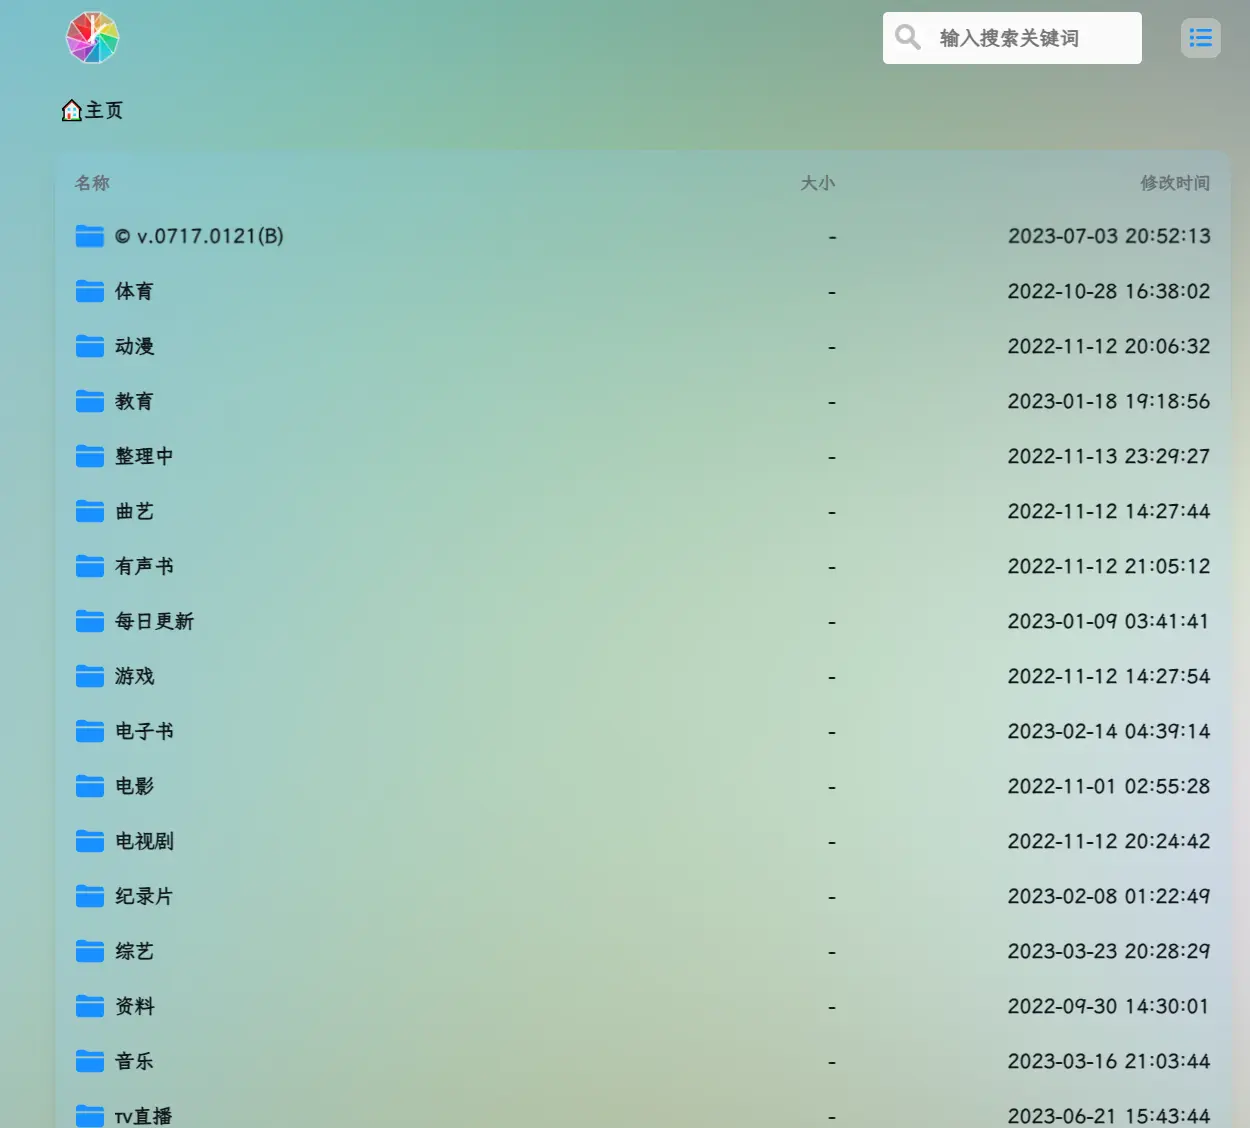 输入搜索关键词
主页
名称 大小 修改时间
© v.0717.0121(B) - 2023-07-03 20:52:13
体育 - 2022-10-28 16:38:02
动漫 - 2022-11-12 20:06:32
教育 - 2023-01-18 19:18:56
整理中 - 2022-11-13 23:29:27
曲艺 - 2022-11-12 14:27:44
有声书 - 2022-11-12 21:05:12
每日更新 - 2023-01-09 03:41:41
游戏 - 2022-11-12 14:27:54
电子书 - 2023-02-14 04:39:14
电影 - 2022-11-01 02:55:28
电视剧 - 2022-11-12 20:24:42
纪录片 - 2023-02-08 01:22:49
综艺 - 2023-03-23 20:28:29
资料 - 2022-09-30 14:30:01
音乐 - 2023-03-16 21:03:44
TV直播 - 2023-06-21 15:43:44